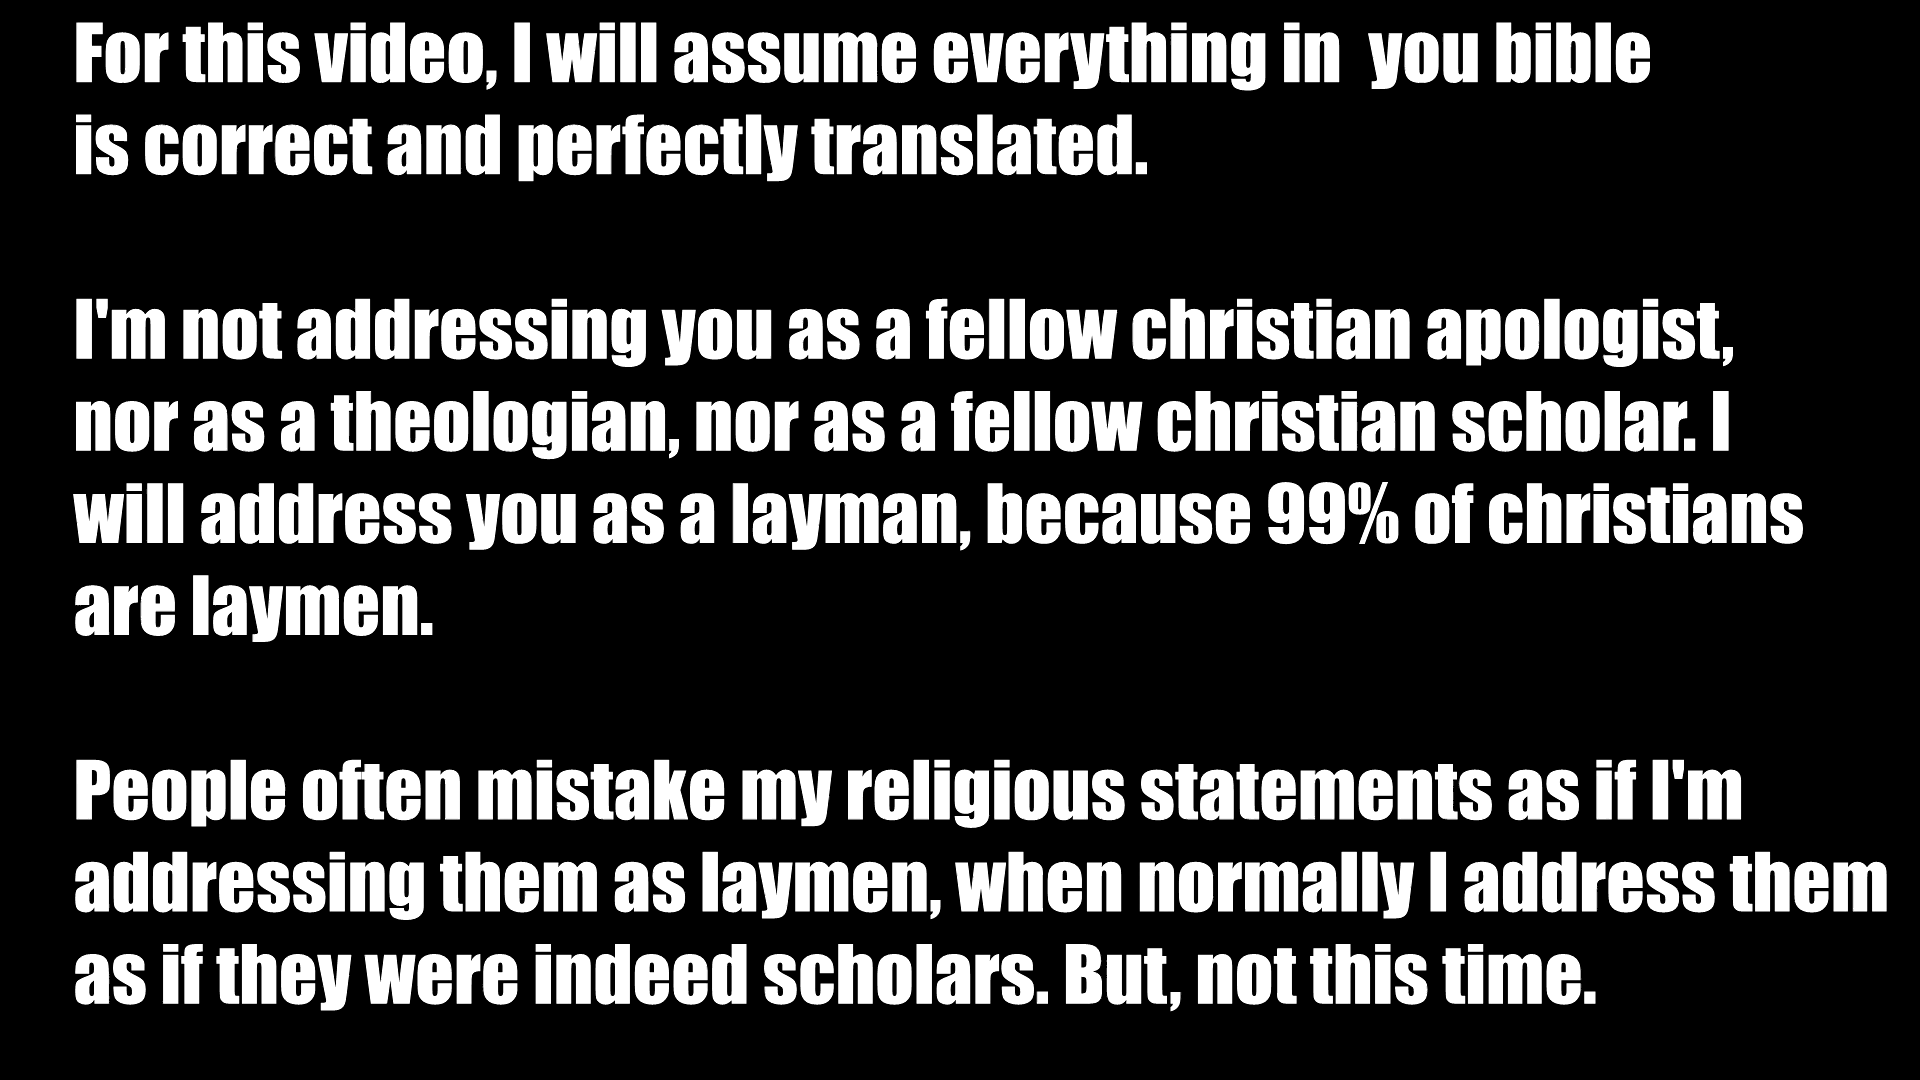 For this video, I will assume everything in  you bible
is correct and perfectly translated.
I'm not addressing you as a fellow christian apologist,
nor as a theologian, nor as a fellow christian scholar. I
will address you as a layman, because 99% of christians
are laymen.
People often mistake my religious statements as if I'm
addressing them as laymen, when normally I address them
as if they were indeed scholars. But, not this time.